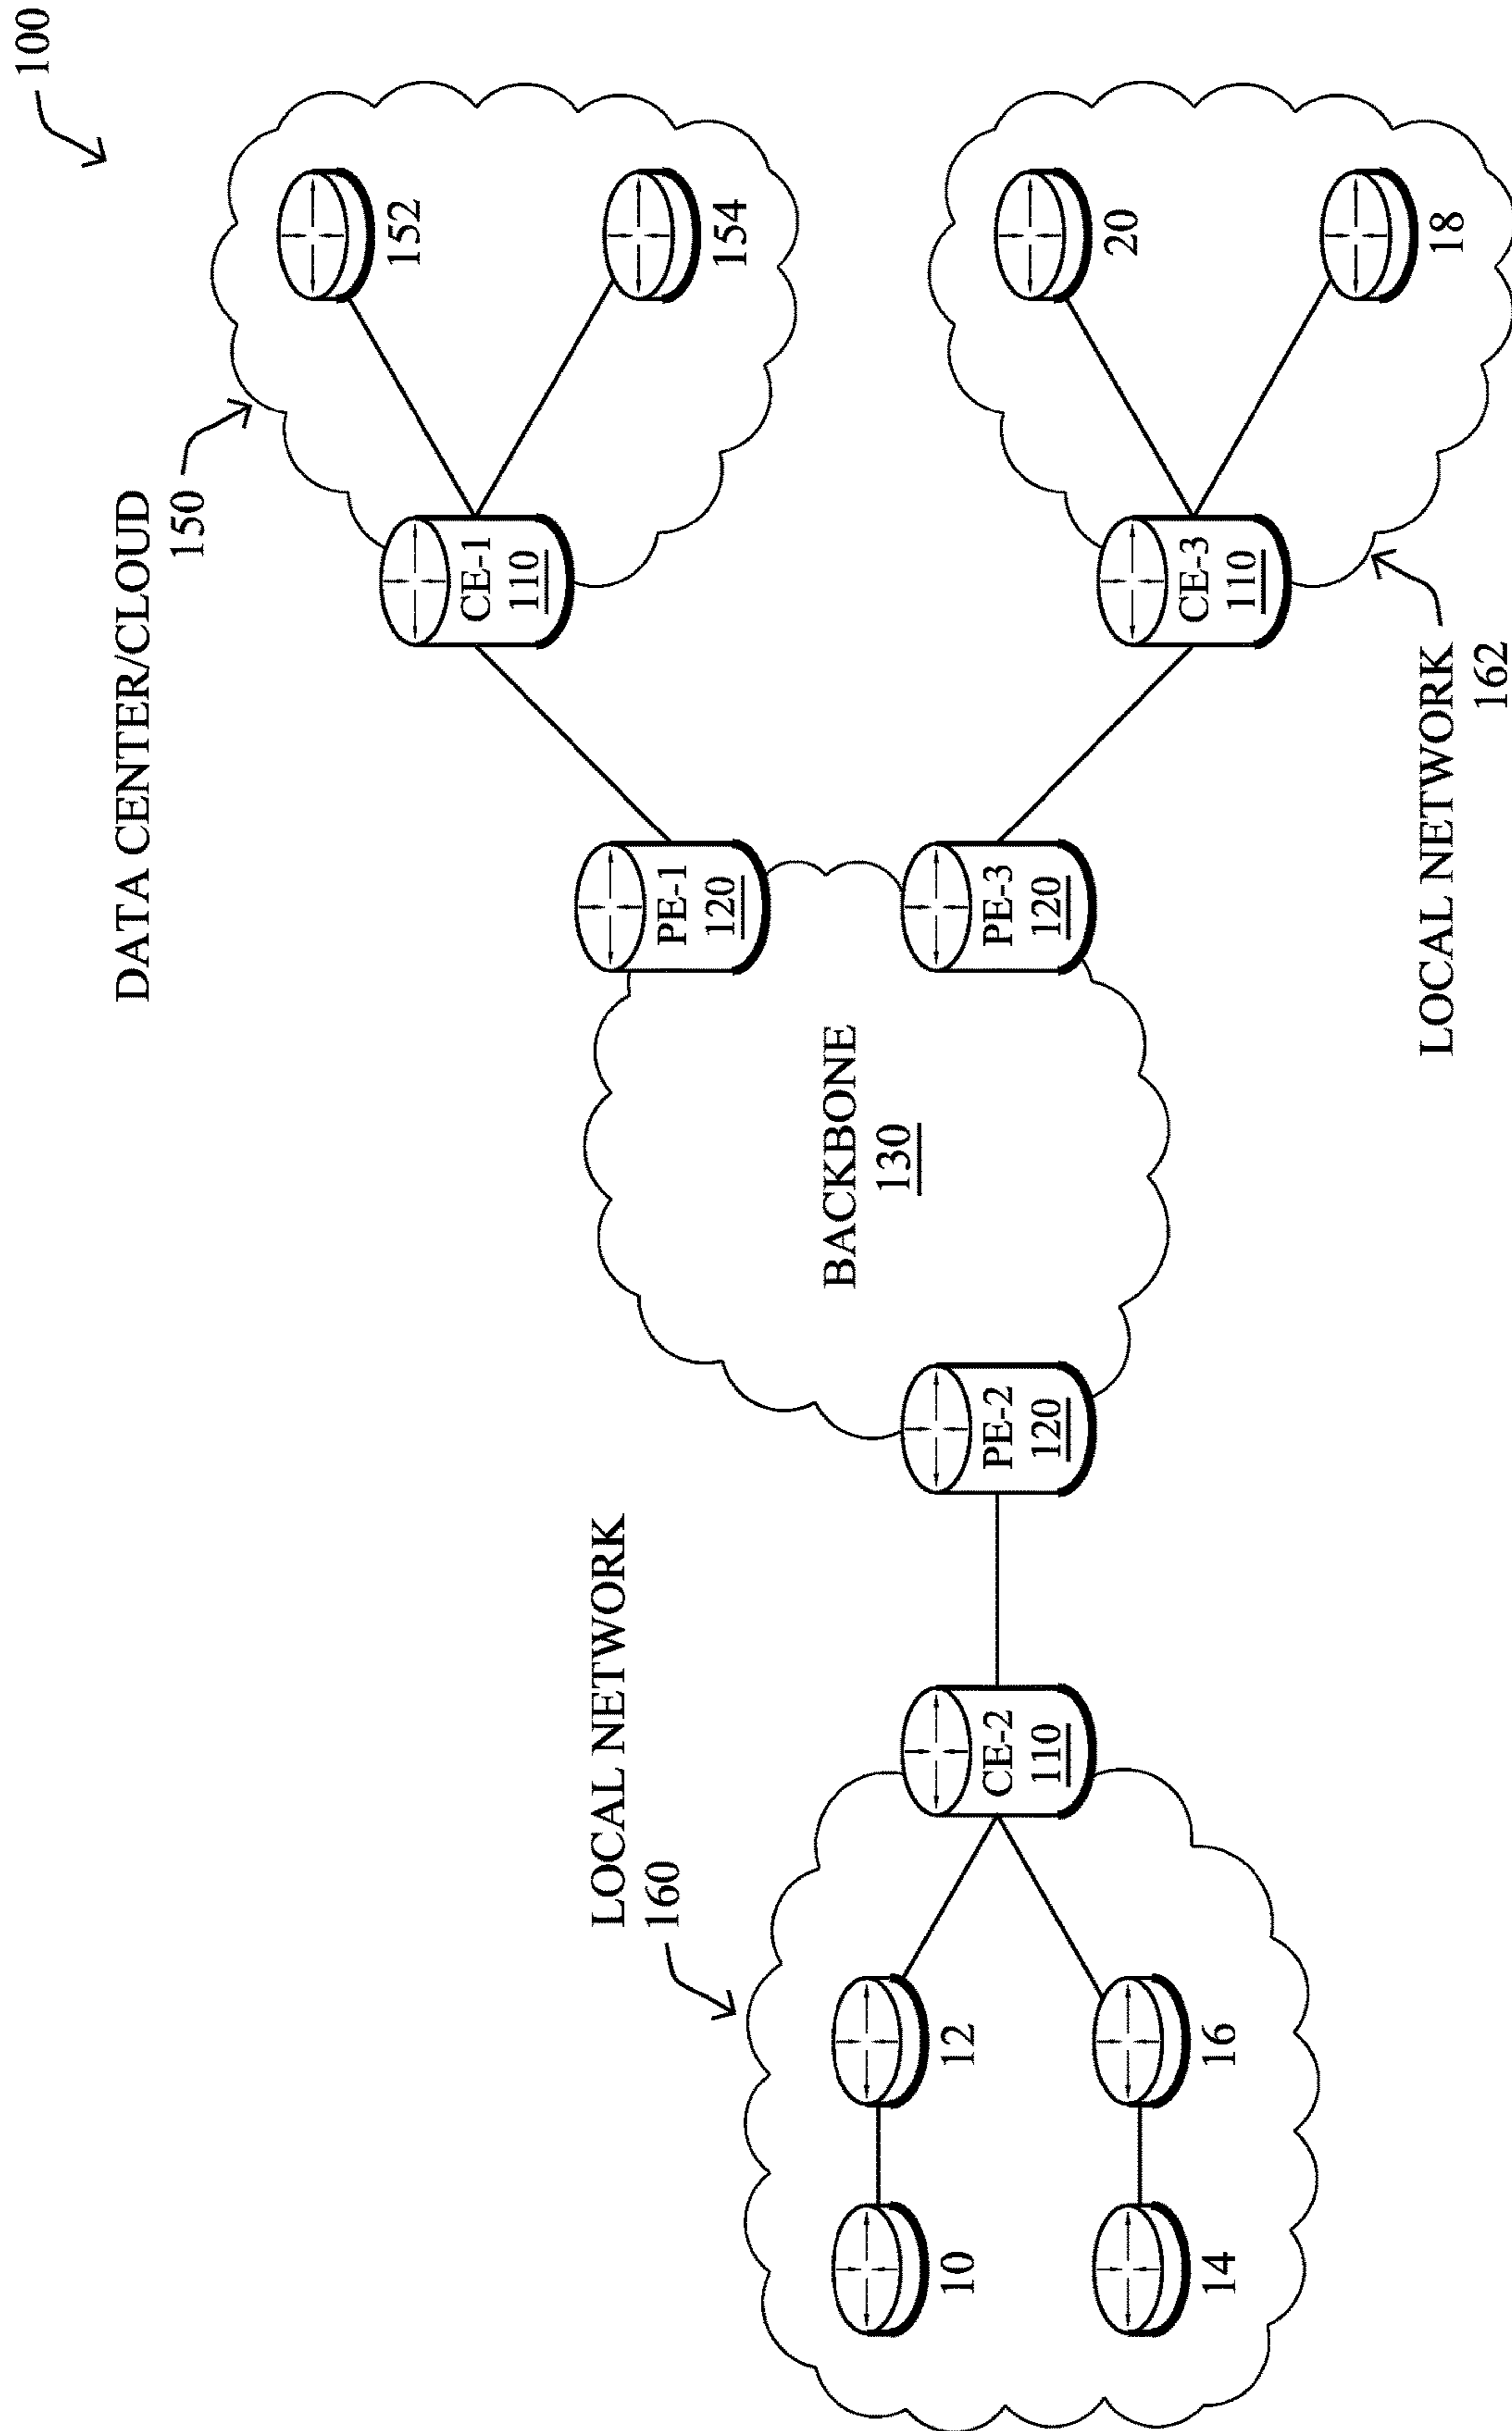 100
DATA CENTER/CLOUD
150
152
154
CE-1
110
PE-1
120
BACKBONE
130
PE-3
120
CE-3
110
20
18
LOCAL NETWORK
162
PE-2
120
LOCAL NETWORK
160
CE-2
110
12
10
16
14